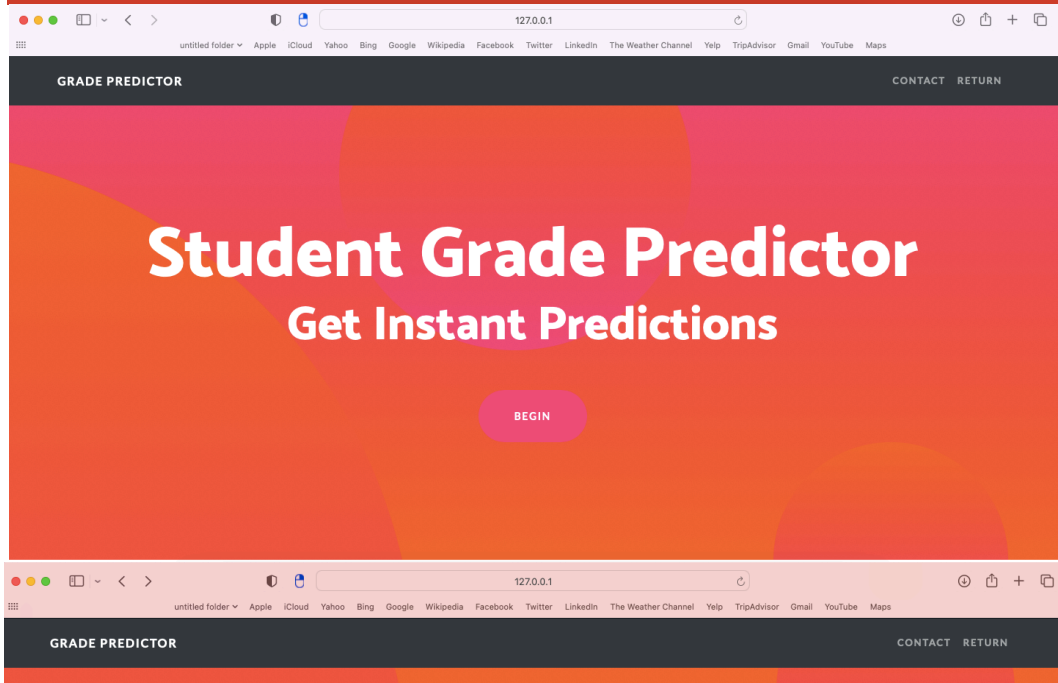 127.0.0.1
untitled folder Apple iCloud Yahoo Bing Google Wikipedia Facebook Twitter LinkedIn The Weather Channel Yelp TripAdvisor Gmail YouTube Maps
GRADE PREDICTOR CONTACT RETURN
Student Grade Predictor
Get Instant Predictions
BEGIN
127.0.0.1
untitled folder Apple iCloud Yahoo Bing Google Wikipedia Facebook Twitter LinkedIn The Weather Channel Yelp TripAdvisor Gmail YouTube Maps
GRADE PREDICTOR CONTACT RETURN